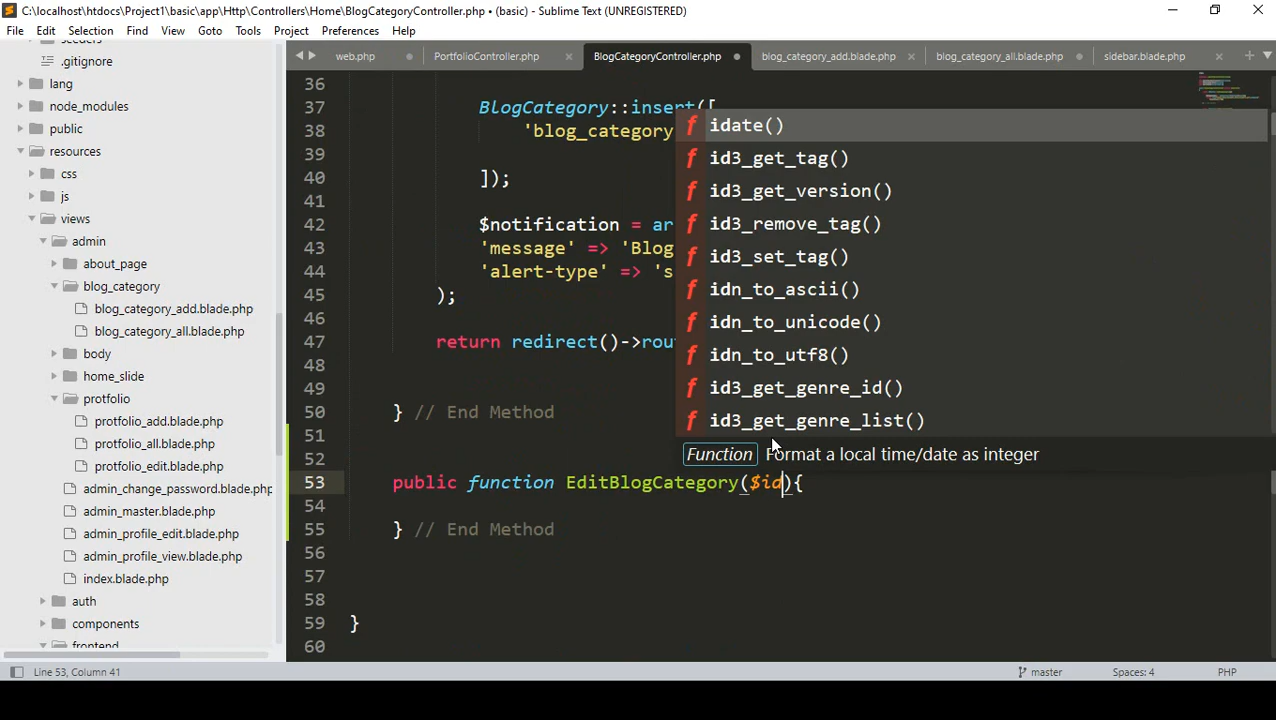 C:\localhost\htdocs\Project1\basic\app\Http\Controllers\Home\BlogCategoryController.php • (basic) - Sublime Text (UNREGISTERED)
File Edit Selection Find View Goto Tools Project Preferences Help
web.php PortfolioController.php BlogCategoryController.php blog_category_add.blade.php blog_category_all.blade.php sidebar.blade.php
.gitignore
lang
node_modules
public
resources
css
js
views
admin
about_page
blog_category
blog_category_add.blade.php
blog_category_all.blade.php
body
home_slide
protfolio
protfolio_add.blade.php
protfolio_all.blade.php
protfolio_edit.blade.php
admin_change_password.blade.php
admin_master.blade.php
admin_profile_edit.blade.php
admin_profile_view.blade.php
index.blade.php
auth
components
frontend
36
37 BlogCategory::insert([
38 'blog_category
39
40 ]);
41
42 $notification = ar
43 'message' => 'Blog
44 'alert-type' => 's
45 );
46
47 return redirect()->rou
48
49
50 } // End Method
51
52
53 public function EditBlogCategory($id){
54
55 } // End Method
56
57
58
59 }
60
f idate()
f id3_get_tag()
f id3_get_version()
f id3_remove_tag()
f id3_set_tag()
f idn_to_ascii()
f idn_to_unicode()
f idn_to_utf8()
f id3_get_genre_id()
f id3_get_genre_list()
Function Format a local time/date as integer
Line 53, Column 41 master Spaces: 4 PHP